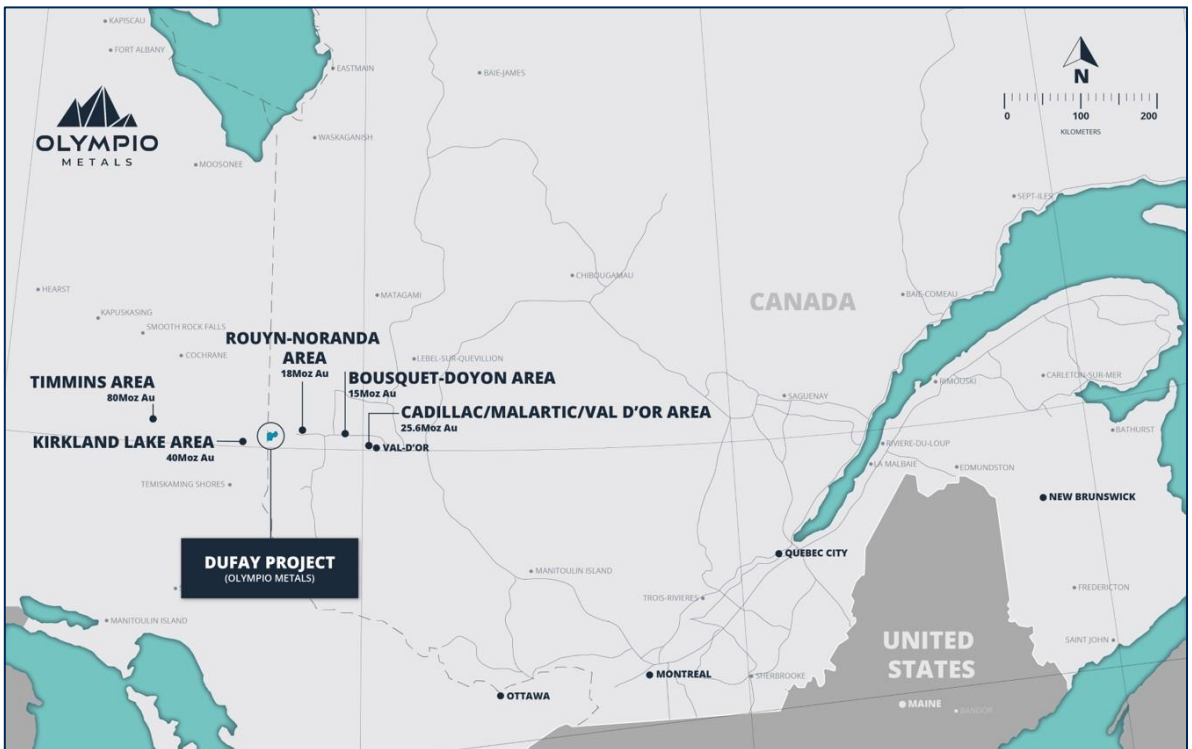 KAPISCAU
FORT ALBANY
EASTMAIN
BAIE-JAMES
N
0 100 200
KILOMETERS
OLYMPIO
METALS
WASKAGANISH
MOOSONEE
SEPT-ILES
CHIBOUGAMAU
HEARST
MATAGAMI
BAIE-COMEAU
CANADA
KAPUSKASING
SMOOTH ROCK FALLS
COCHRANE
ROUYN-NORANDA
AREA
18Moz Au
LEBEL-SUR-QUEVILLION
BOUSQUET-DOYON AREA
15Moz Au
TIMMINS AREA
80Moz Au
CADILLAC/MALARTIC/VAL D'OR AREA
25.6Moz Au
VAL-D'OR
KIRKLAND LAKE AREA
40Moz Au
RIMOUSKI
CARLETON-SUR-MER
SAGUENAY
BATHURST
RIVIERE-DU-LOUP
LA MALBAIE
EDMUNDSTON
TEMISKAMING SHORES
NEW BRUNSWICK
DUFAY PROJECT
(OLYMPIO METALS)
QUEBEC CITY
MANITOULIN ISLAND
TROIS-RIVIERES
FREDERICTON
MANITOULIN ISLAND
SAINT JOHN
UNITED
STATES
MONTREAL
SHERBROOKE
OTTAWA
MAINE
BANGOR